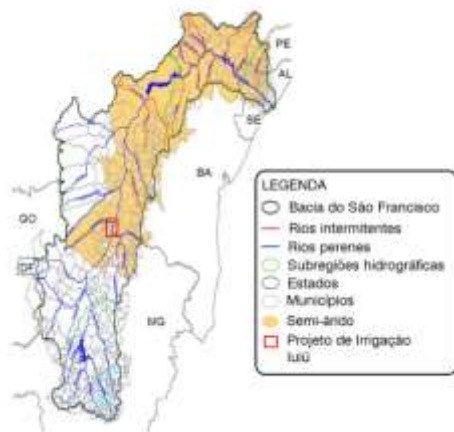 PE
AL
SE
BA
GO
DF
MG
LEGENDA
Bacia do São Francisco
Rios intermitentes
Rios perenes
Subregiões hidrográficas
Estados
Municípios
Semi-árido
Projeto de Irrigação
Iuiú